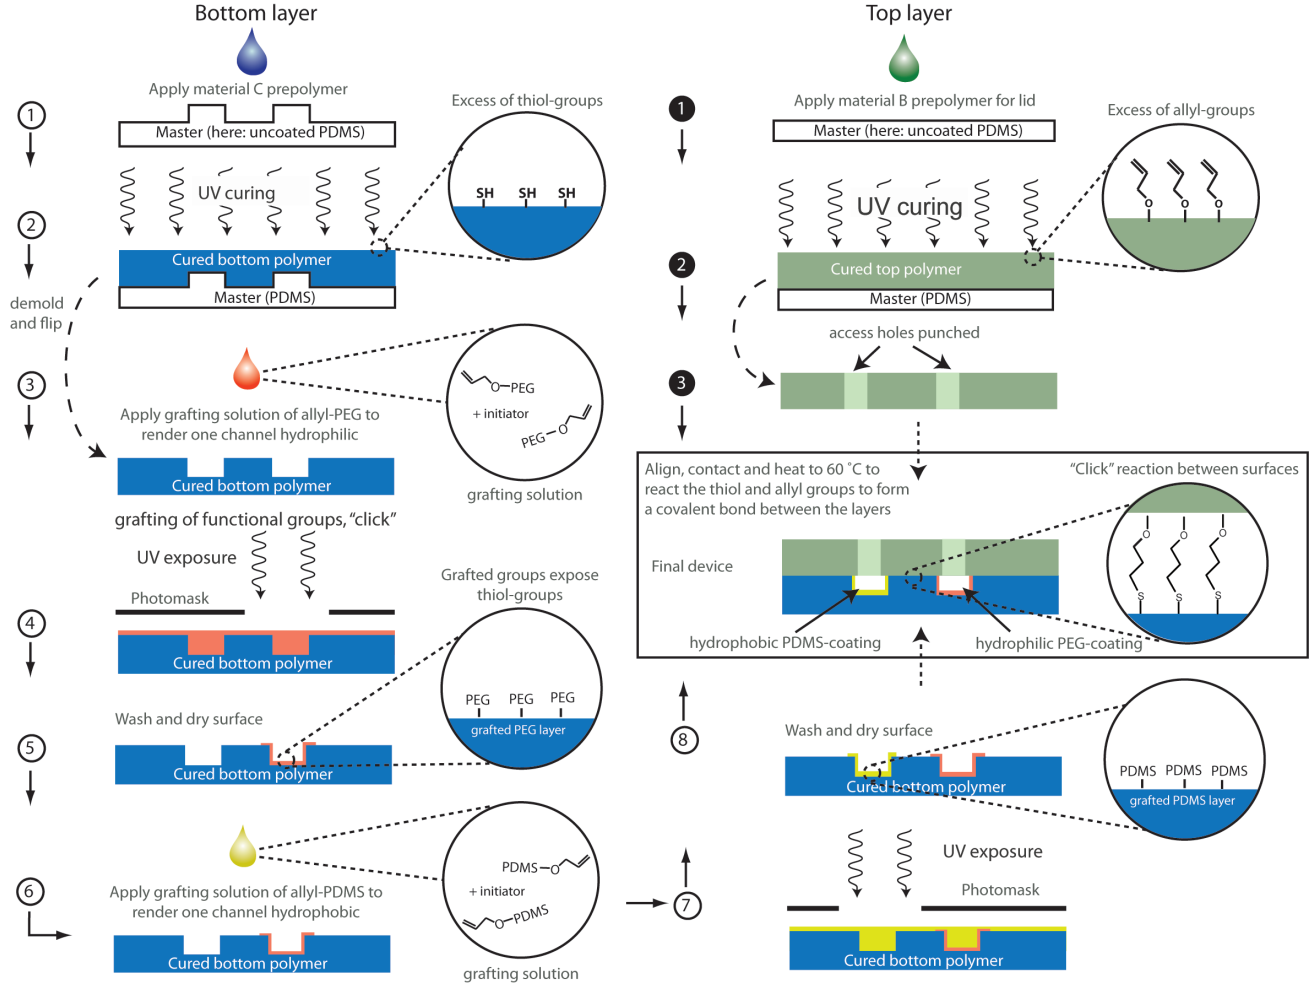 Bottom layer
Apply material C prepolymer
1
Master (here: uncoated PDMS)
Excess of thiol-groups
SH SH SH
UV curing
2
Cured bottom polymer
Master (PDMS)
demold
and flip
3
O PEG
+ initiator
PEG O
grafting solution
Apply grafting solution of allyl-PEG to
render one channel hydrophilic
Cured bottom polymer
grafting of functional groups, “click”
UV exposure
Photomask
4
Cured bottom polymer
Grafted groups expose
thiol-groups
PEG PEG PEG
grafted PEG layer
Wash and dry surface
5
Cured bottom polymer
PDMS O
+ initiator
O PDMS
grafting solution
6
Apply grafting solution of allyl-PDMS to
render one channel hydrophobic
Cured bottom polymer
Top layer
1
Apply material B prepolymer for lid
Master (here: uncoated PDMS)
Excess of allyl-groups
O O O
UV curing
2
Cured top polymer
Master (PDMS)
access holes punched
3
Align, contact and heat to 60 ˚C to
react the thiol and allyl groups to form
a covalent bond between the layers
“Click” reaction between surfaces
O O O
S S S
Final device
hydrophobic PDMS-coating
hydrophilic PEG-coating
8
Wash and dry surface
Cured bottom polymer
PDMS PDMS PDMS
grafted PDMS layer
7
UV exposure
Photomask
Cured bottom polymer